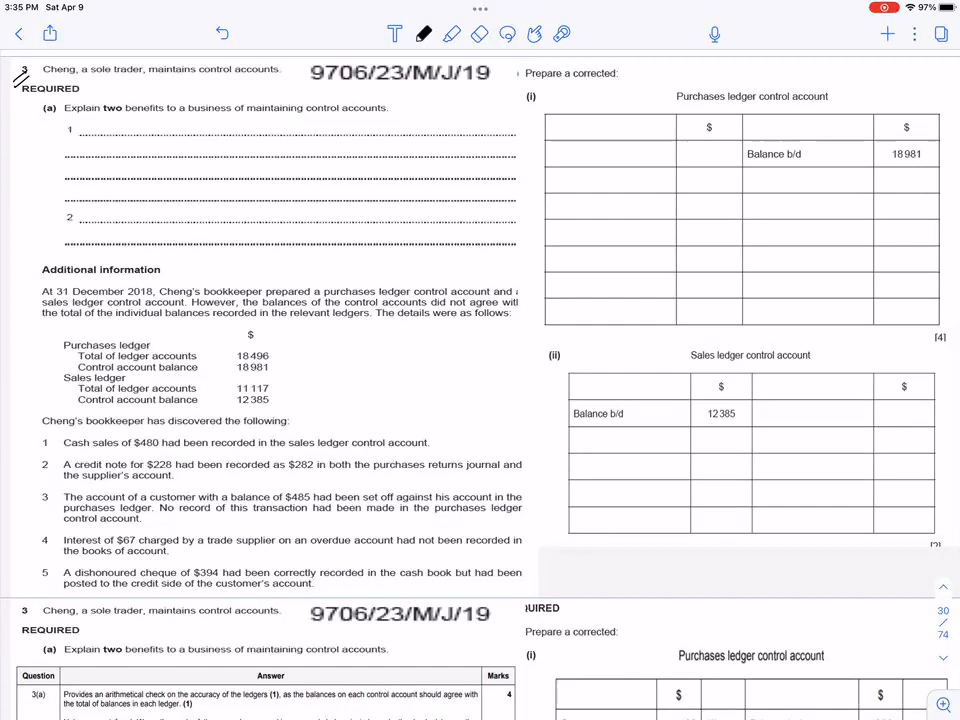 3:35 PM Sat Apr 9
97%
3 Cheng, a sole trader, maintains control accounts.
9706/23/M/J/19
REQUIRED
(a) Explain two benefits to a business of maintaining control accounts.
1
2
Additional information
At 31 December 2018, Cheng's bookkeeper prepared a purchases ledger control account and a
sales ledger control account. However, the balances of the control accounts did not agree with
the total of the individual balances recorded in the relevant ledgers. The details were as follows:
$
Purchases ledger
Total of ledger accounts 18 496
Control account balance 18 981
Sales ledger
Total of ledger accounts 11 117
Control account balance 12 385
Cheng's bookkeeper has discovered the following:
1 Cash sales of $480 had been recorded in the sales ledger control account.
2 A credit note for $228 had been recorded as $282 in both the purchases returns journal and
the supplier's account.
3 The account of a customer with a balance of $485 had been set off against his account in the
purchases ledger. No record of this transaction had been made in the purchases ledger
control account.
4 Interest of $67 charged by a trade supplier on an overdue account had not been recorded in
the books of account.
5 A dishonoured cheque of $394 had been correctly recorded in the cash book but had been
posted to the credit side of the customer's account.
Prepare a corrected:
(i) Purchases ledger control account
$ $
Balance b/d 18 981
[4]
(ii) Sales ledger control account
$ $
Balance b/d 12 385
30
/
74
3 Cheng, a sole trader, maintains control accounts.
9706/23/M/J/19
REQUIRED
(a) Explain two benefits to a business of maintaining control accounts.
Question Answer Marks
3(a) Provides an arithmetical check on the accuracy of the ledgers (1), as the balances on each control account should agree with 4
the total of balances in each ledger. (1)
QUIRED
Prepare a corrected:
(i) Purchases ledger control account
$ $